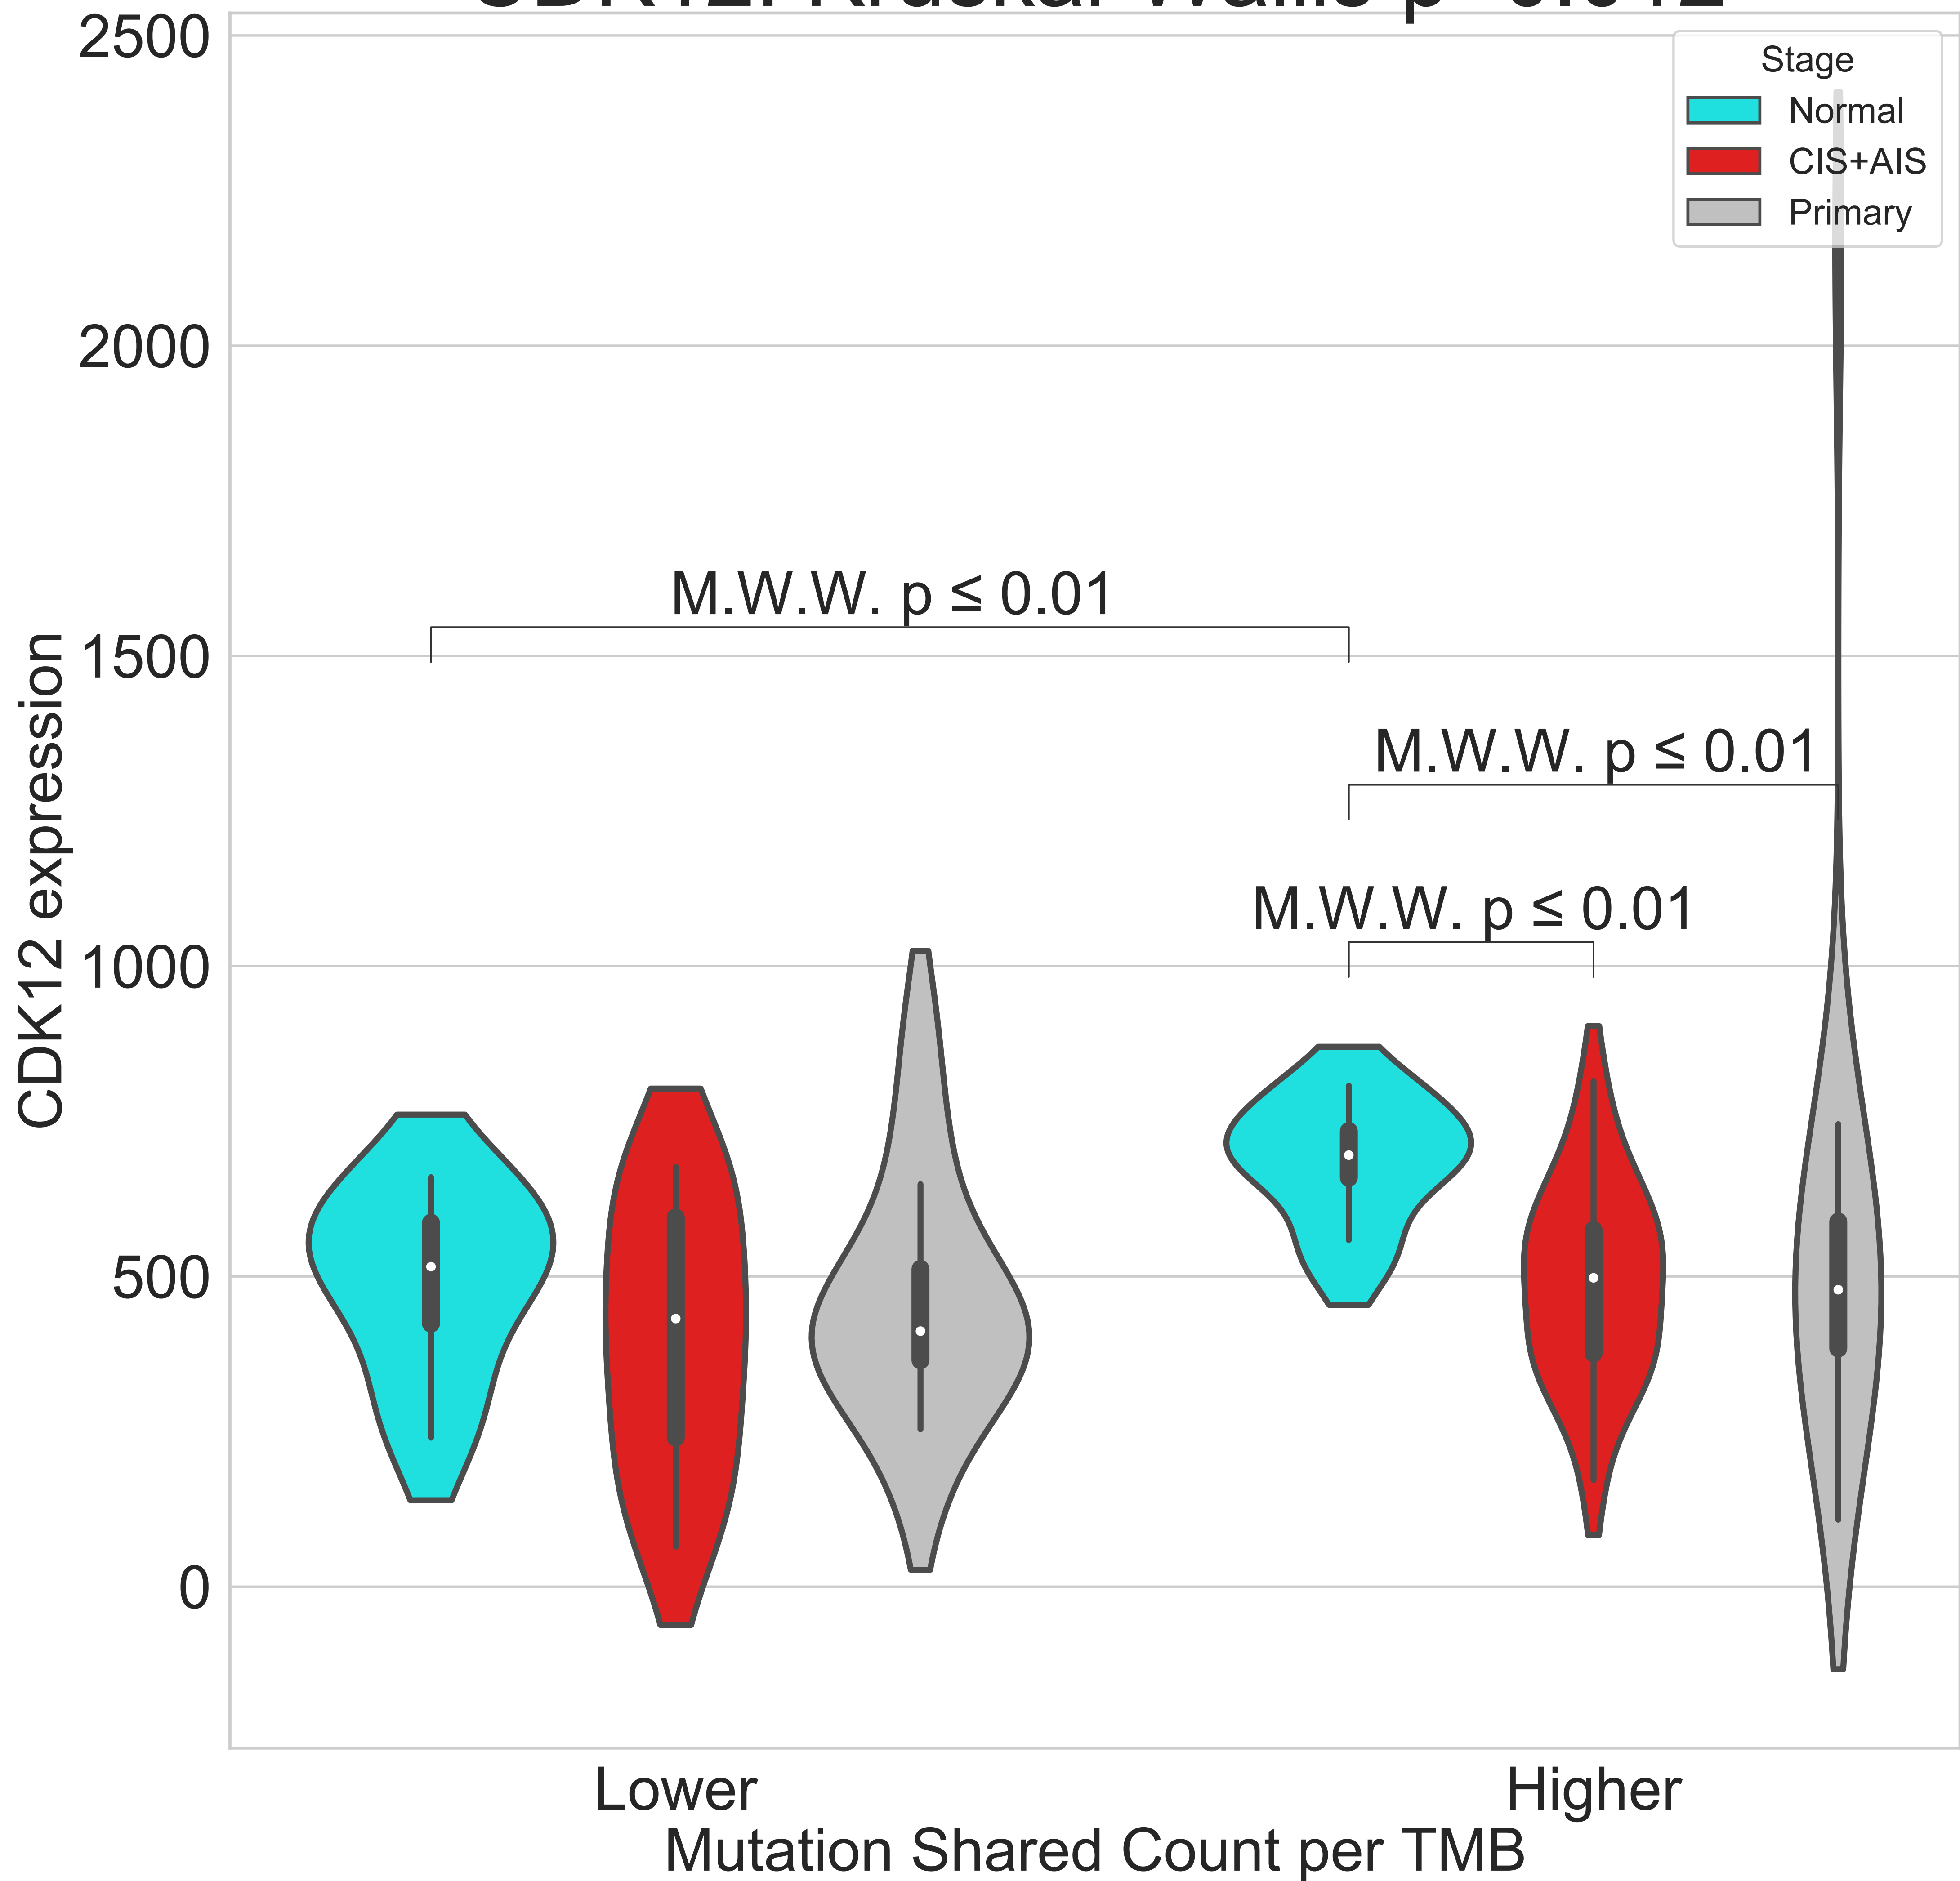 2500
2000
1500
1000
500
0
CDK12 expression
Stage
Normal
CIS+AIS
Primary
M.W.W. p ≤ 0.01
M.W.W. p ≤ 0.01
M.W.W. p ≤ 0.01
Lower
Higher
Mutation Shared Count per TMB